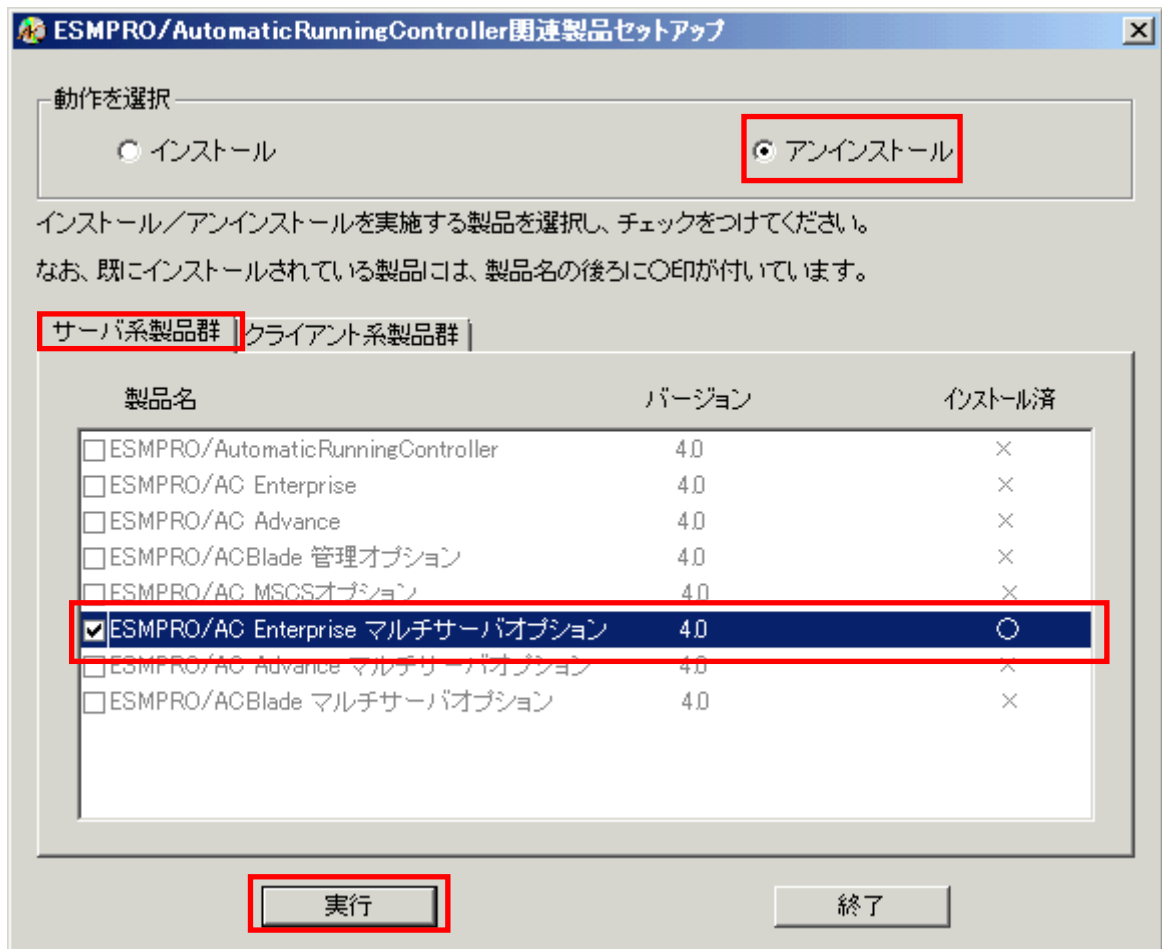 ESMPRO/AutomaticRunningController関連製品セットアップ
動作を選択
インストール アンインストール
インストール／アンインストールを実施する製品を選択し、チェックをつけてください。
なお、既にインストールされている製品には、製品名の後ろに○印が付いています。
サーバ系製品群 クライアント系製品群
製品名 バージョン インストール済
ESMPRO/AutomaticRunningController 4.0 ×
ESMPRO/AC Enterprise 4.0 ×
ESMPRO/AC Advance 4.0 ×
ESMPRO/ACBlade 管理オプション 4.0 ×
ESMPRO/AC MSCSオプション 4.0 ×
ESMPRO/AC Enterprise マルチサーバオプション 4.0 ○
ESMPRO/AC Advance マルチサーバオプション 4.0 ×
ESMPRO/ACBlade マルチサーバオプション 4.0 ×
実行 終了